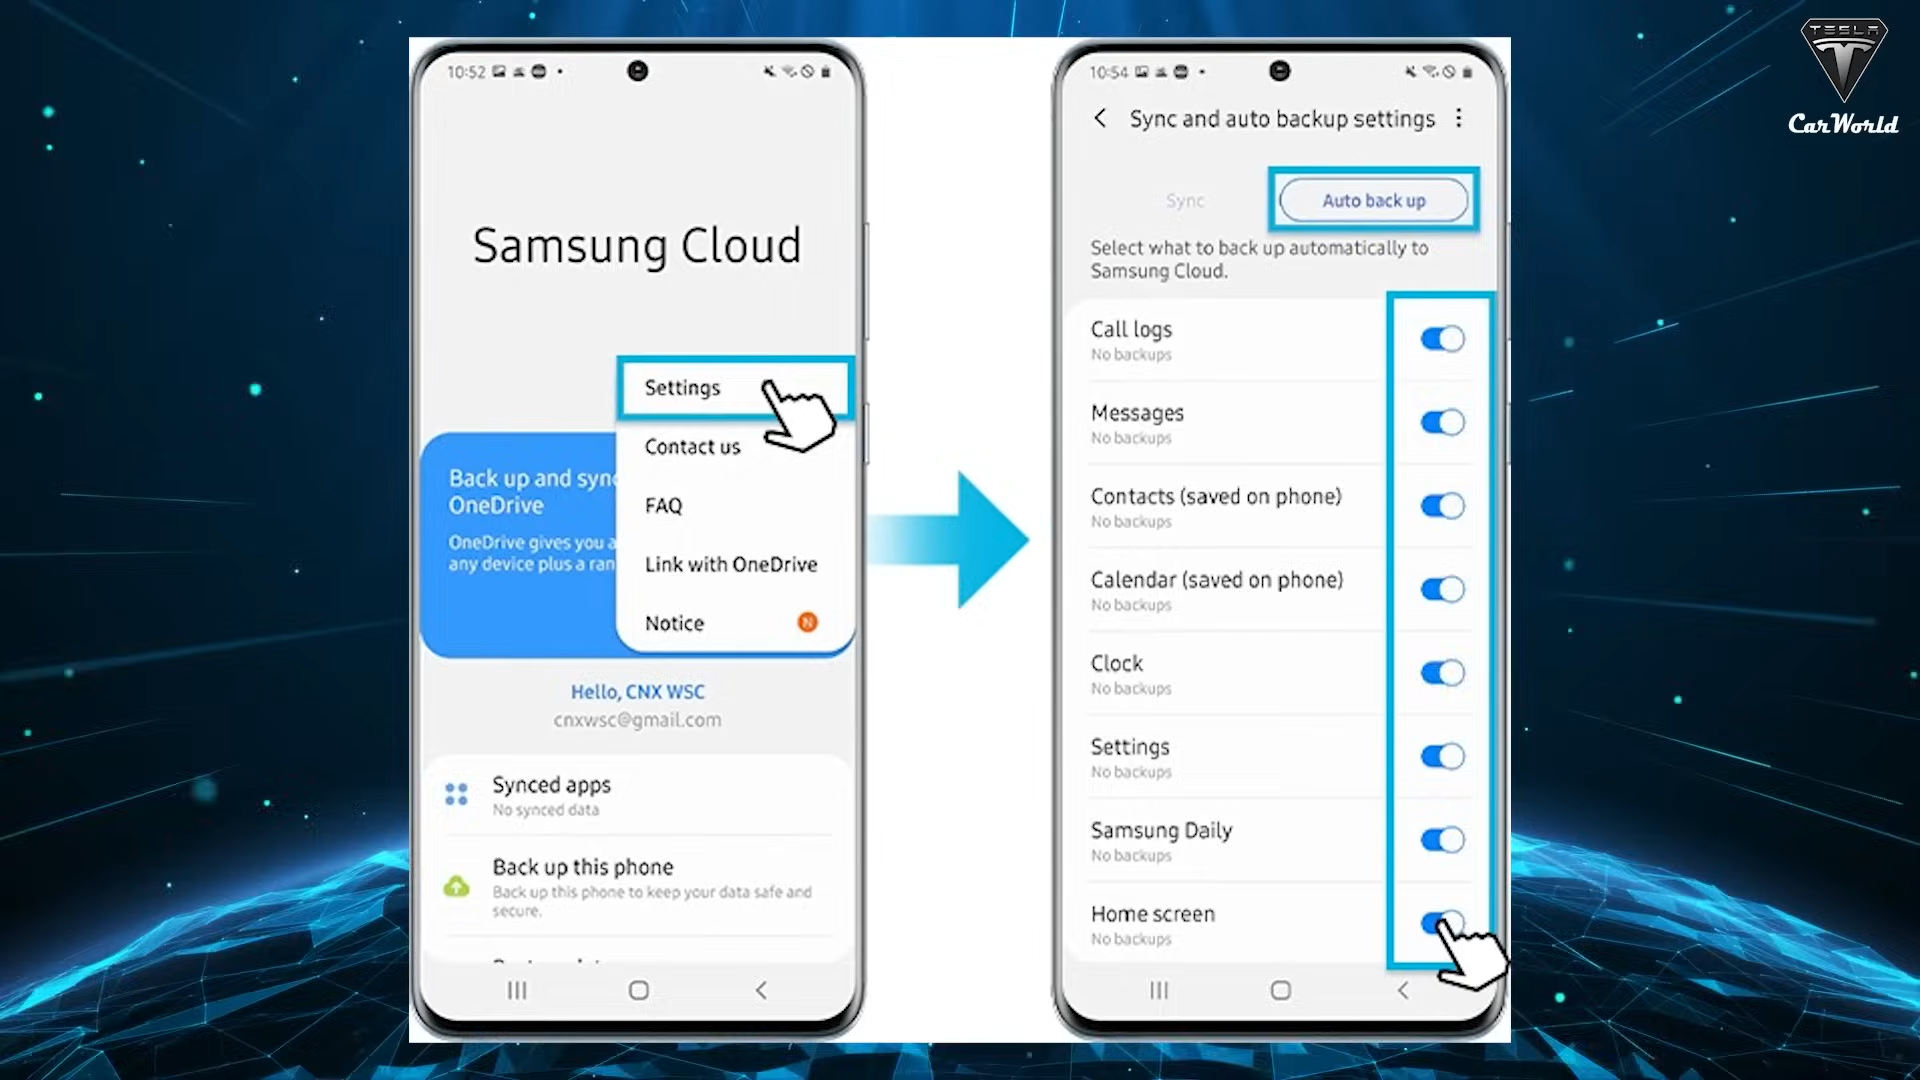 TESLA
CarWorld
10:52
Samsung Cloud
Settings
Contact us
FAQ
Link with OneDrive
Notice
N
Back up and sync
OneDrive
OneDrive gives you a
any device plus a ran
Hello, CNX WSC
cnxwsc@gmail.com
Synced apps
No synced data
Back up this phone
Back up this phone to keep your data safe and
secure.
10:54
Sync and auto backup settings
Sync
Auto back up
Select what to back up automatically to
Samsung Cloud.
Call logs
No backups
Messages
No backups
Contacts (saved on phone)
No backups
Calendar (saved on phone)
No backups
Clock
No backups
Settings
No backups
Samsung Daily
No backups
Home screen
No backups